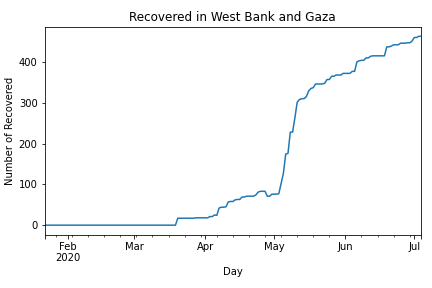 Recovered in West Bank and Gaza
Number of Recovered
400
300
200
100
0
Feb Mar Apr May Jun Jul
2020
Day